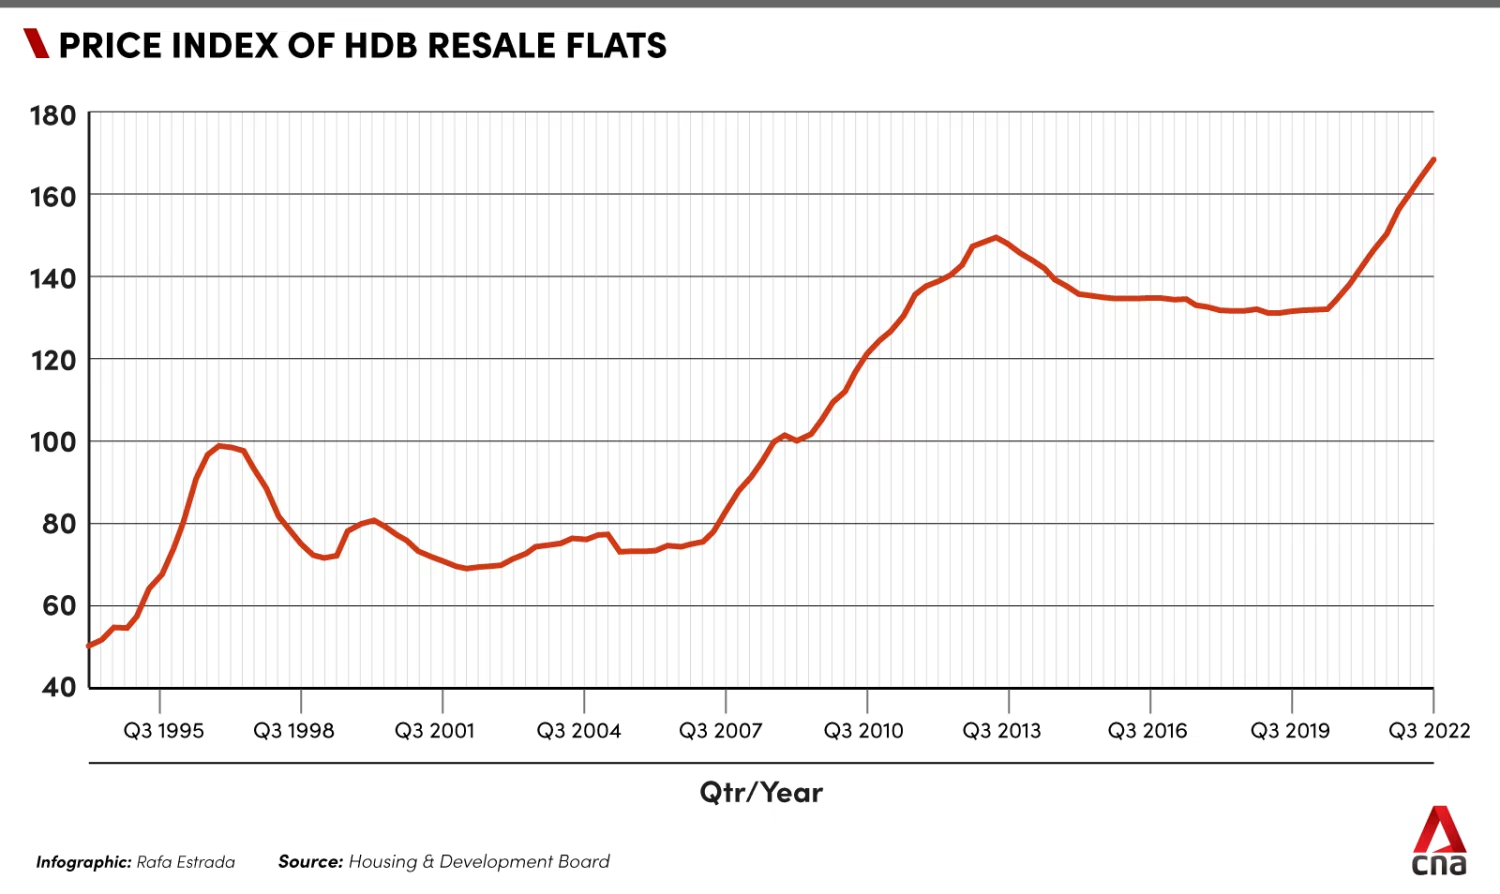 PRICE INDEX OF HDB RESALE FLATS
180
160
140
120
100
80
60
40
Q3 1995 Q3 1998 Q3 2001 Q3 2004 Q3 2007 Q3 2010 Q3 2013 Q3 2016 Q3 2019 Q3 2022
Qtr/Year
Infographic: Rafa Estrada Source: Housing & Development Board
cna